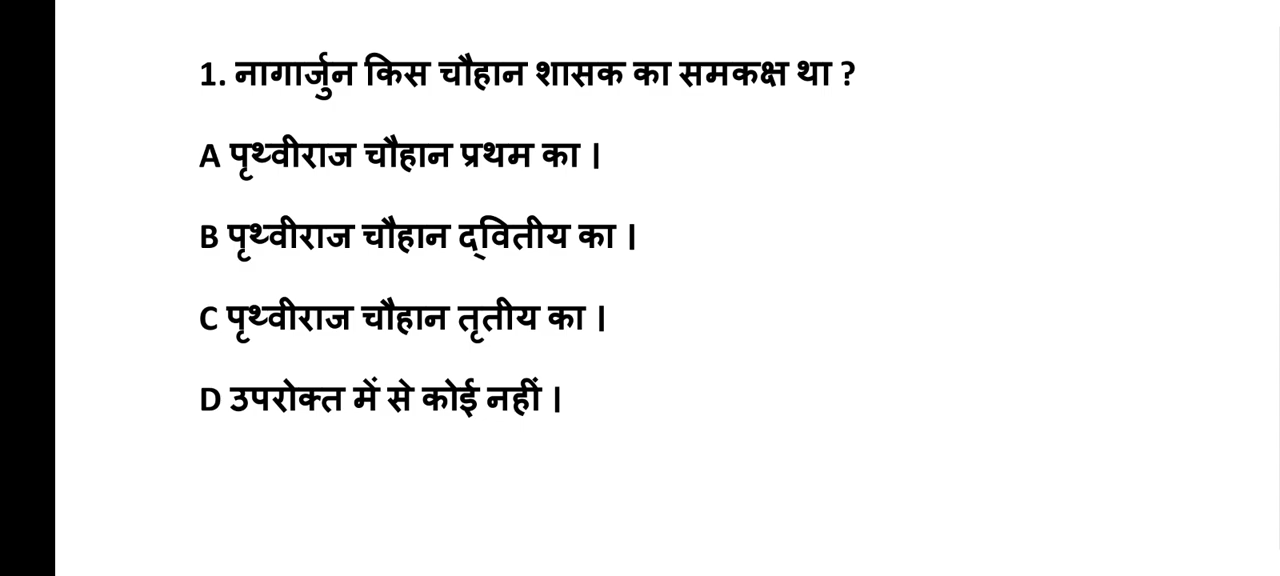 1. नागार्जुन किस चौहान शासक का समकक्ष था ?
A पृथ्वीराज चौहान प्रथम का ।
B पृथ्वीराज चौहान द्वितीय का ।
C पृथ्वीराज चौहान तृतीय का ।
D उपरोक्त में से कोई नहीं ।